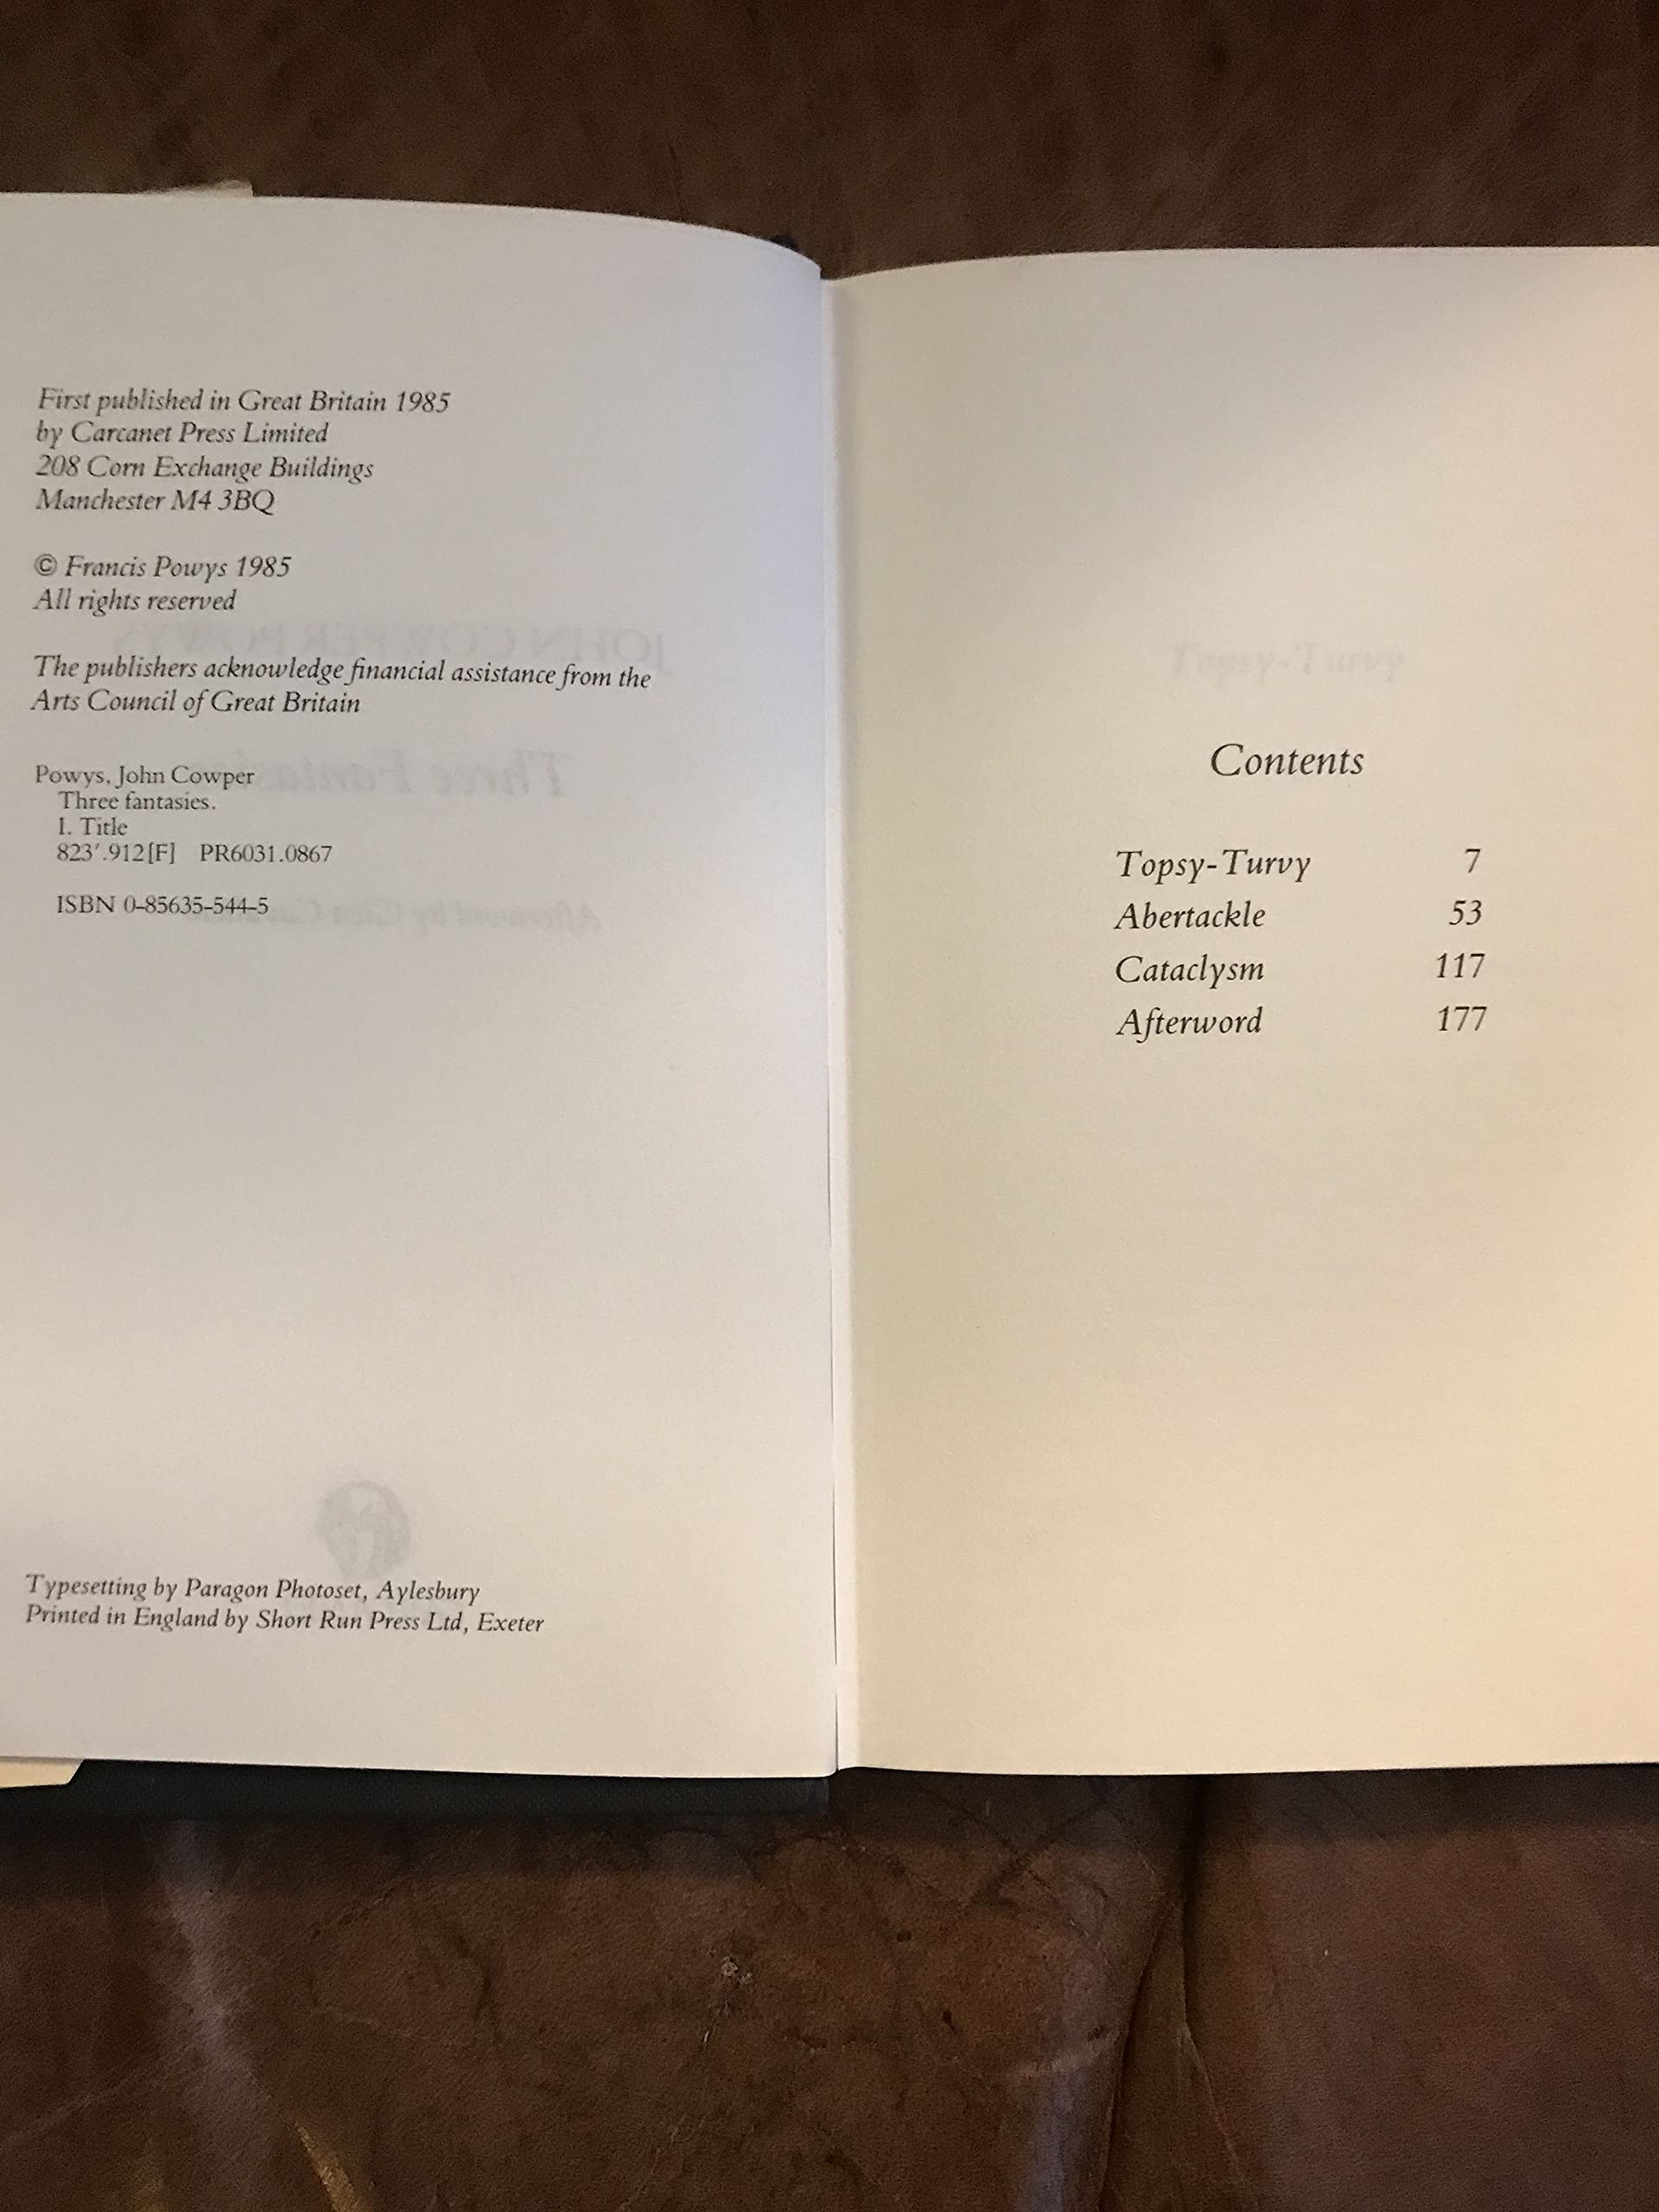 First published in Great Britain 1985
by Carcanet Press Limited
208 Corn Exchange Buildings
Manchester M4 3BQ
© Francis Powys 1985
All rights reserved
The publishers acknowledge financial assistance from the
Arts Council of Great Britain
Powys, John Cowper
Three fantasies.
I. Title
823'.912[F] PR6031.0867
ISBN 0-85635-544-5
Typesetting by Paragon Photoset, Aylesbury
Printed in England by Short Run Press Ltd, Exeter
Contents
Topsy-Turvy 7
Abertackle 53
Cataclysm 117
Afterword 177